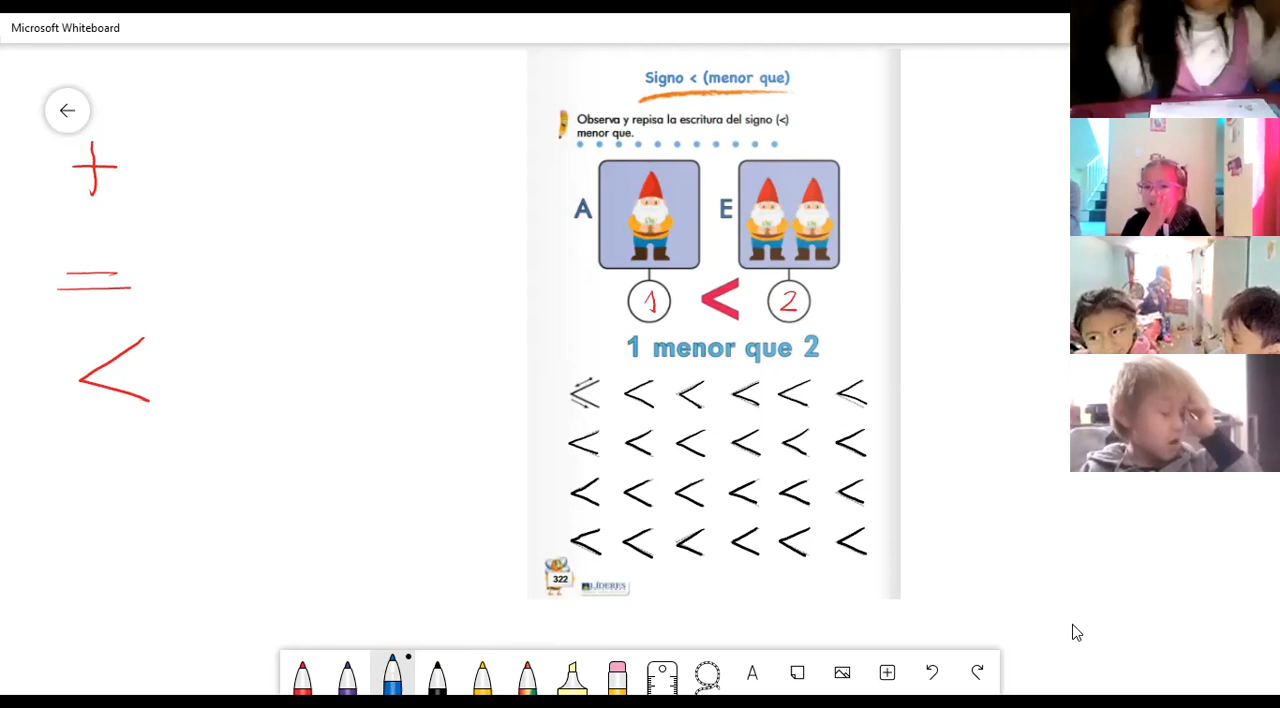 Microsoft Whiteboard
Signo < (menor que)
Observa y repisa la escritura del signo (<)
menor que.
A E
1 < 2
1 menor que 2
+
=
<
< < < < < <
< < < < < <
< < < < < <
< < < < < <
322
LÍDERES
A